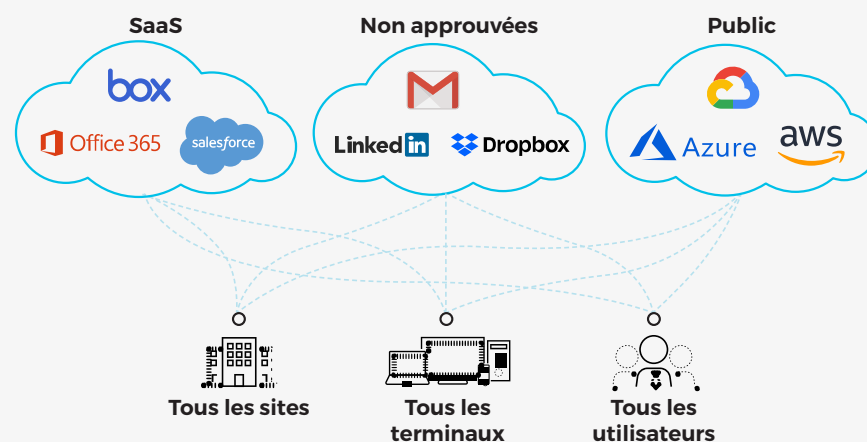 SaaS
Non approuvées
Public
box
Office 365
salesforce
LinkedIn
Dropbox
Azure
aws
Tous les sites
Tous les
terminaux
Tous les
utilisateurs